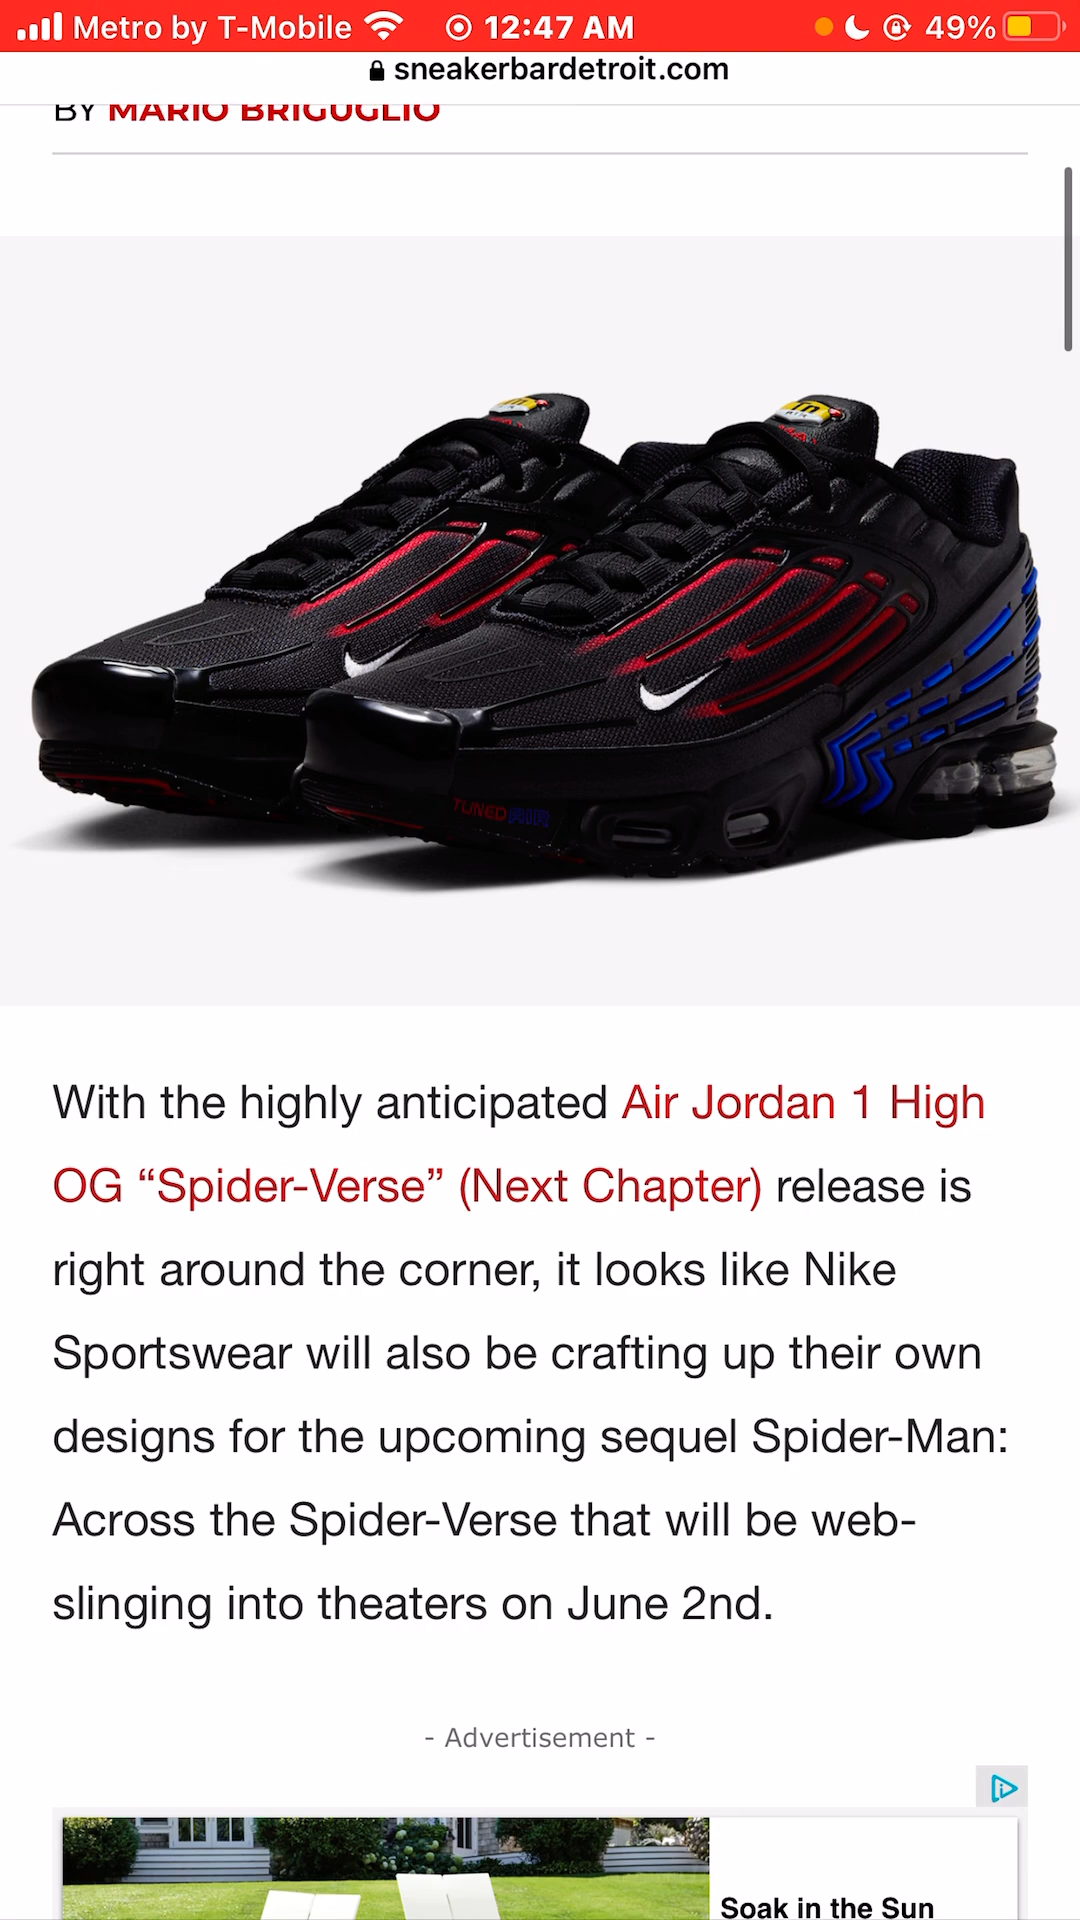 Metro by T-Mobile 12:47 AM 49%
sneakerbardetroit.com
BY MARIO BRIGUGLIO
TUNED AIR
With the highly anticipated Air Jordan 1 High
OG “Spider-Verse” (Next Chapter) release is
right around the corner, it looks like Nike
Sportswear will also be crafting up their own
designs for the upcoming sequel Spider-Man:
Across the Spider-Verse that will be web-
slinging into theaters on June 2nd.
- Advertisement -
Soak in the Sun